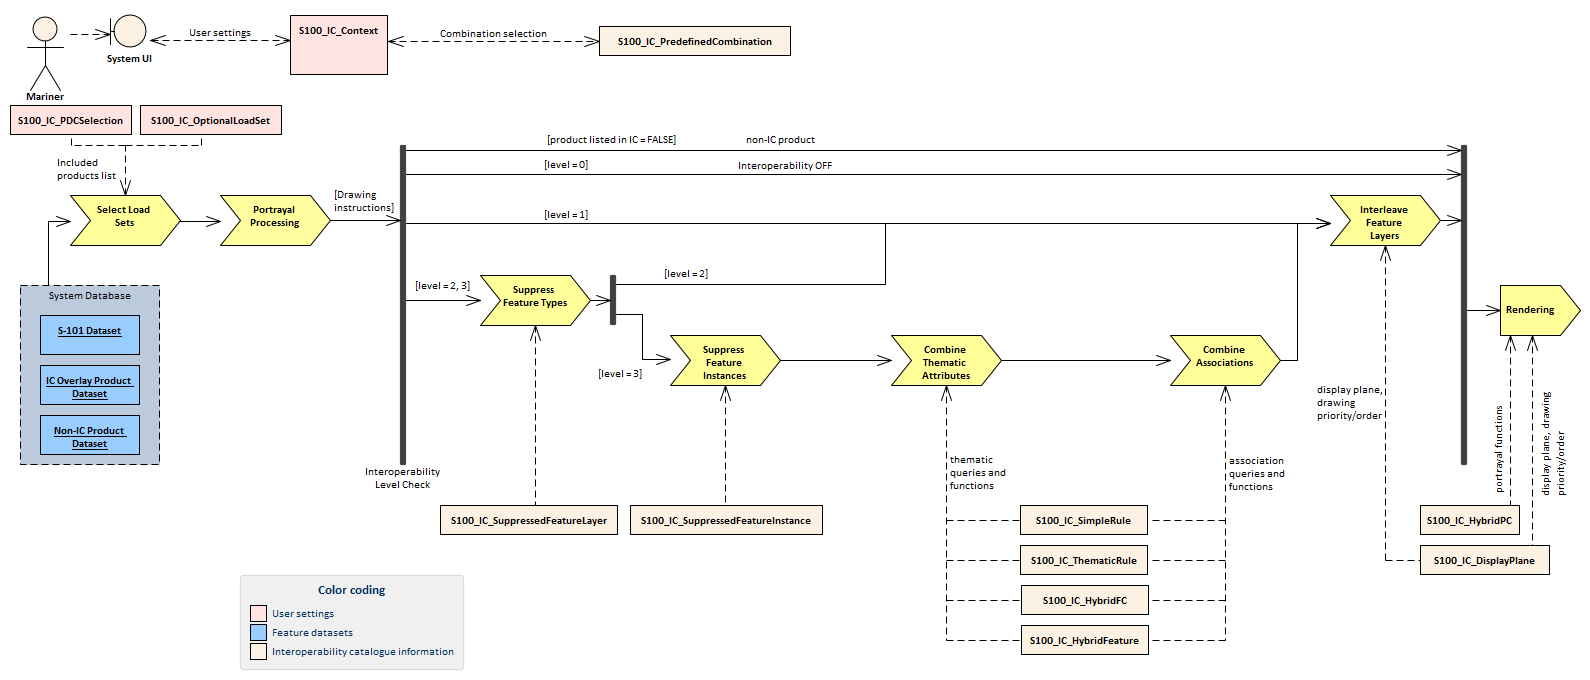 User settings
S100_IC_Context
Combination selection
S100_IC_PredefinedCombination
System UI
Mariner
S100_IC_PDCSelection
S100_IC_OptionalLoadSet
[product listed in IC = FALSE]
non-IC product
Included
products list
[level = 0]
Interoperability OFF
Select Load
Sets
Portrayal
Processing
[Drawing
instructions]
[level = 1]
Interleave
Feature
Layers
[level = 2, 3]
Suppress
Feature Types
[level = 2]
System Database
S-101 Dataset
IC Overlay Product
Dataset
Non-IC Product
Dataset
Rendering
[level = 3]
Suppress
Feature
Instances
Combine
Thematic
Attributes
Combine
Associations
display plane,
drawing
priority/order
portrayal functions
display plane, drawing
priority/order
Interoperability
Level Check
thematic
queries and
functions
association
queries and
functions
S100_IC_SuppressedFeatureLayer
S100_IC_SuppressedFeatureInstance
S100_IC_SimpleRule
S100_IC_ThematicRule
S100_IC_HybridFC
S100_IC_HybridFeature
S100_IC_HybridPC
S100_IC_DisplayPlane
Color coding
User settings
Feature datasets
Interoperability catalogue information